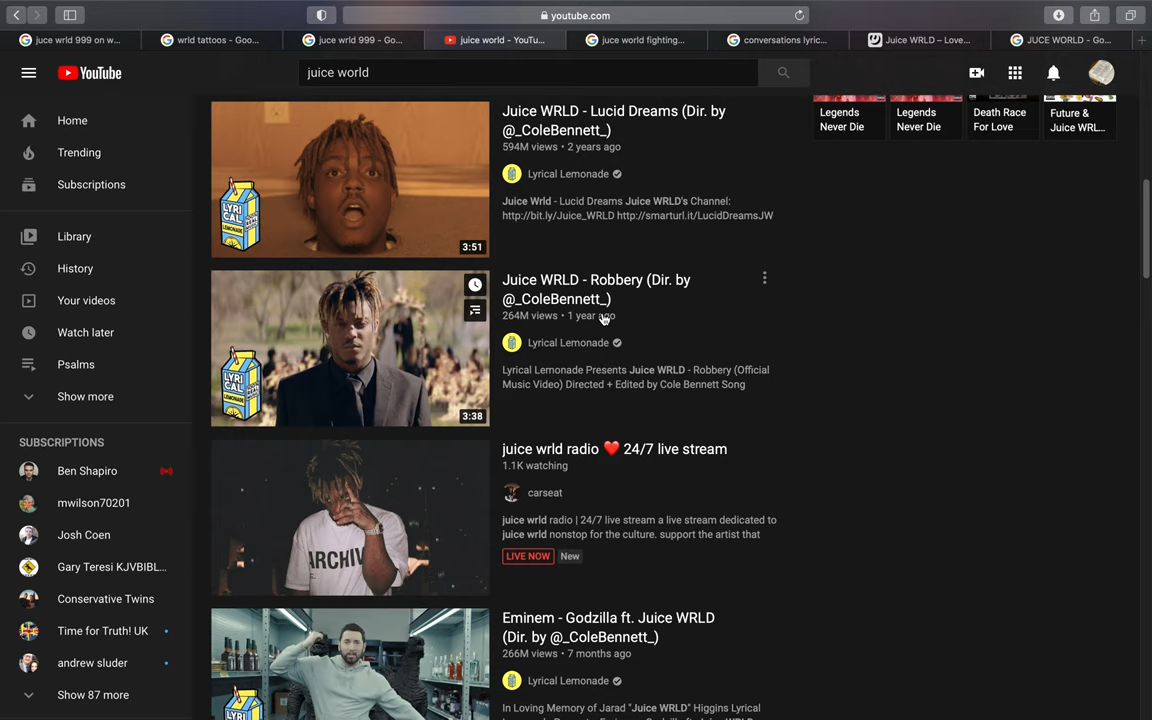 youtube.com
juce wrld 999 on w...
wrld tattoos - Goo...
juce wrld 999 - Go...
juice world - YouTu...
juce world fighting...
conversations lyric...
Juice WRLD – Love...
JUCE WORLD - Go...
YouTube
juice world
Home
Trending
Subscriptions
Library
History
Your videos
Watch later
Psalms
Show more
SUBSCRIPTIONS
Ben Shapiro
mwilson70201
Josh Coen
Gary Teresi KJVBIBL...
Conservative Twins
Time for Truth! UK
andrew sluder
Show 87 more
LYRI
CAL
LEMONADE
3:51
Juice WRLD - Lucid Dreams (Dir. by
@_ColeBennett_)
594M views • 2 years ago
Lyrical Lemonade
Juice Wrld - Lucid Dreams Juice WRLD's Channel:
http://bit.ly/Juice_WRLD http://smarturl.it/LucidDreamsJW
LYRI
CAL
LEMONADE
3:38
Juice WRLD - Robbery (Dir. by
@_ColeBennett_)
264M views • 1 year ago
Lyrical Lemonade
Lyrical Lemonade Presents Juice WRLD - Robbery (Official
Music Video) Directed + Edited by Cole Bennett Song
ARCHIV
juice wrld radio ❤️ 24/7 live stream
1.1K watching
carseat
juice wrld radio | 24/7 live stream a live stream dedicated to
juice wrld nonstop for the culture. support the artist that
LIVE NOW New
Eminem - Godzilla ft. Juice WRLD
(Dir. by @_ColeBennett_)
266M views • 7 months ago
Lyrical Lemonade
In Loving Memory of Jarad "Juice WRLD" Higgins Lyrical
Legends
Never Die
Legends
Never Die
Death Race
For Love
Future &
Juice WRL...